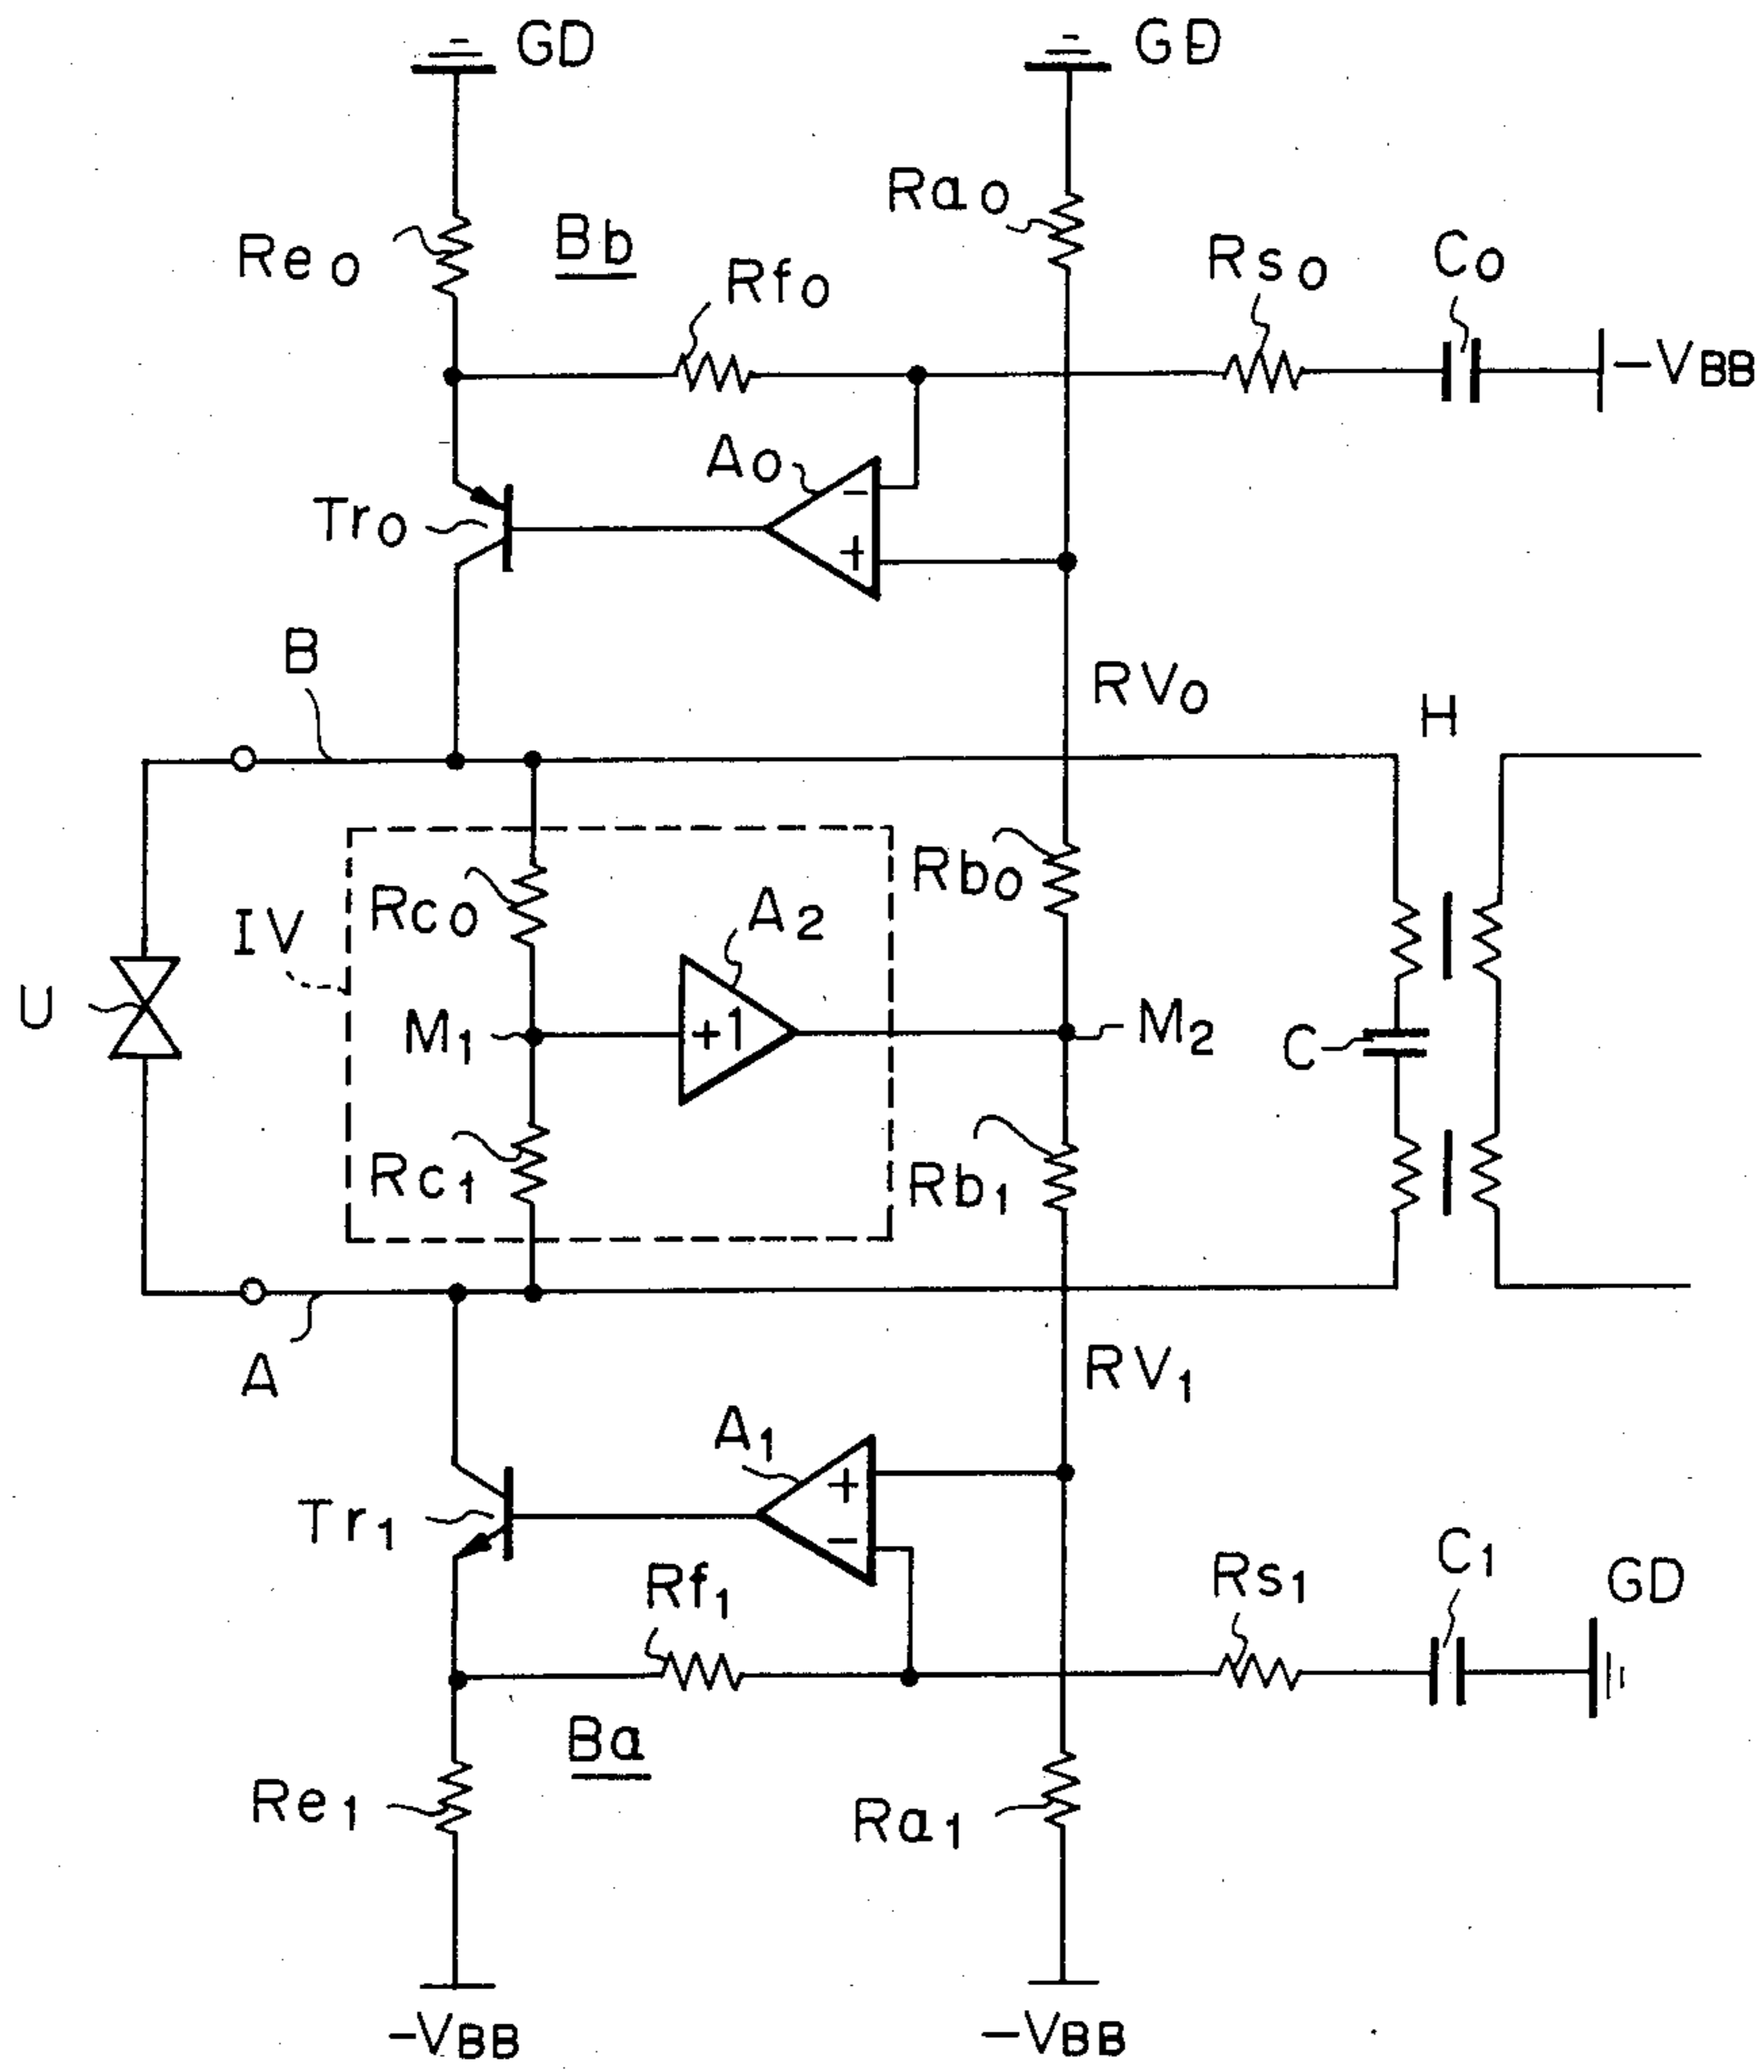 GD
GD
Rao
Reo
Bb
Rfo
Rso
Co
-VBB
Ao
-
+
Tro
B
RVo
H
Rbo
Rco
A2
IV
U
M1
+1
M2
C
Rc1
Rb1
A
RV1
A1
+
-
Tr1
Rf1
Rs1
C1
GD
Ba
Re1
Ra1
-VBB
-VBB